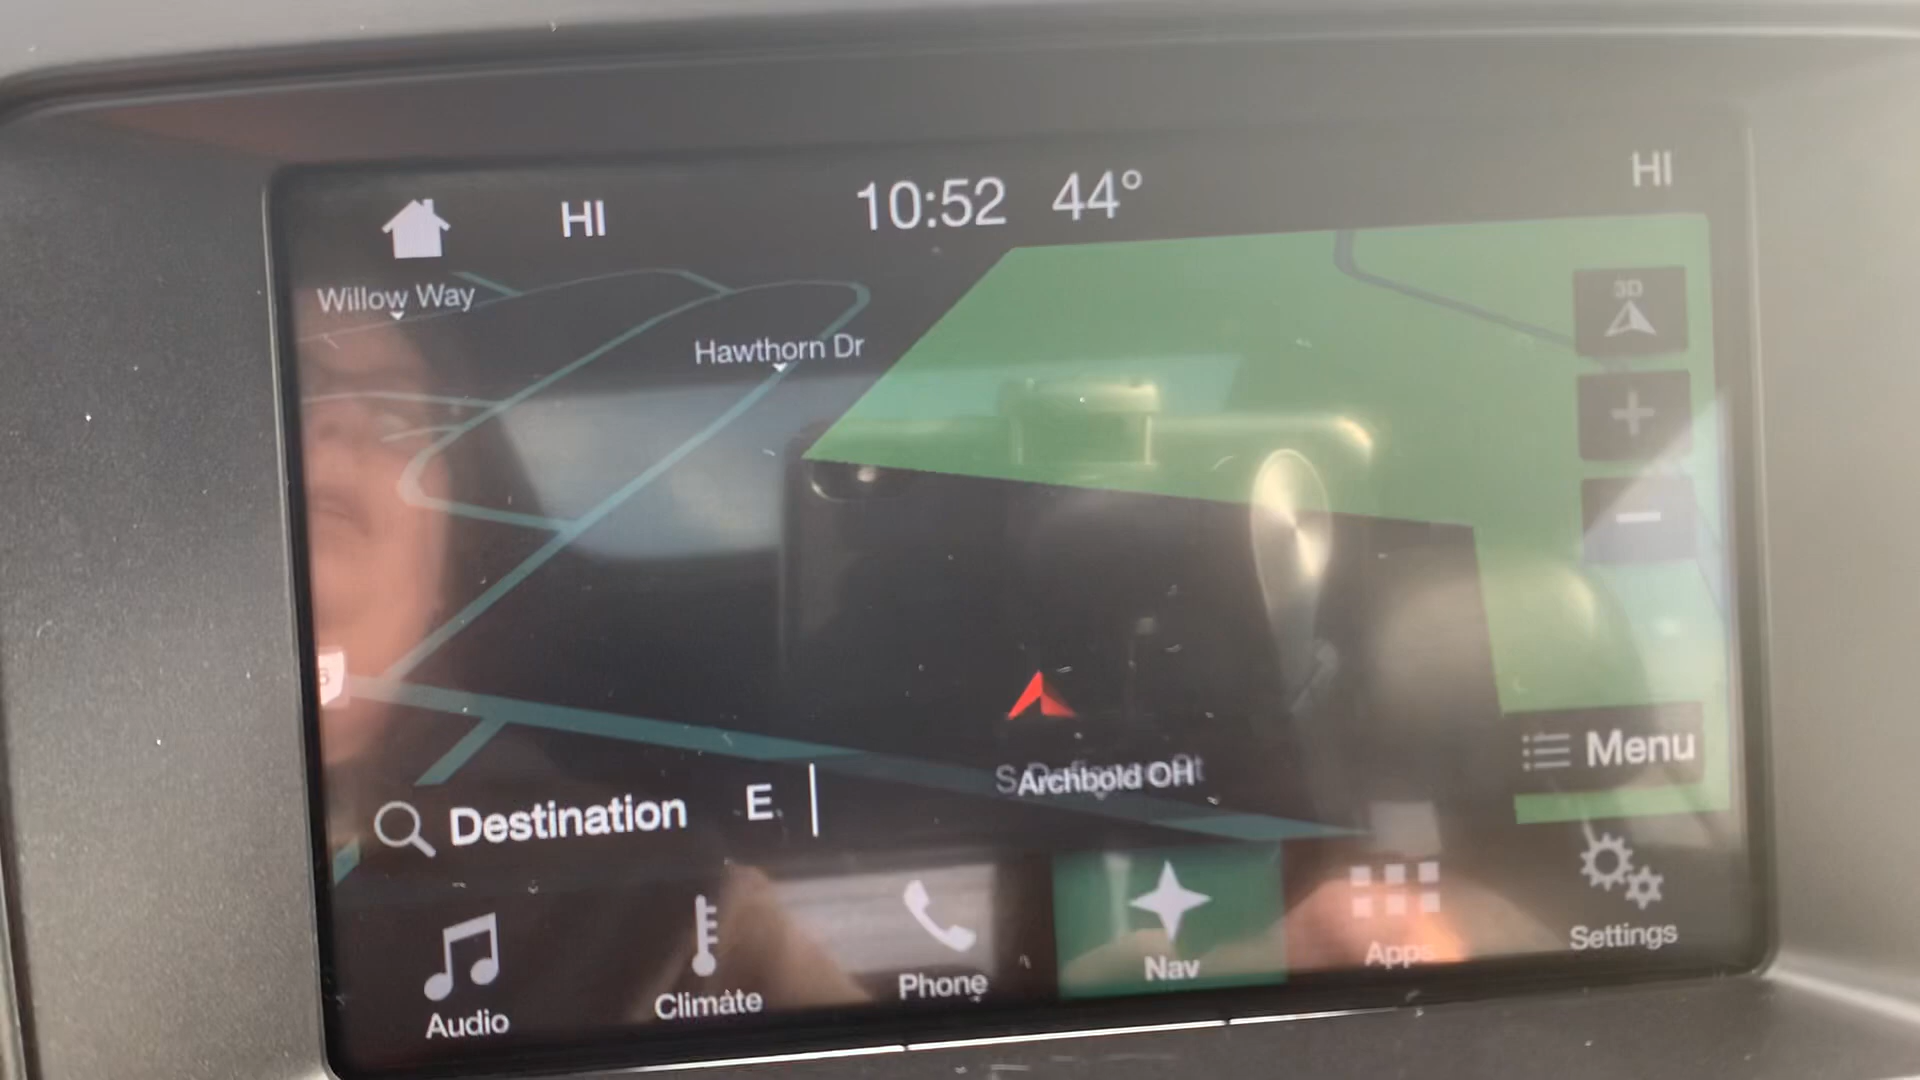 HI 10:52 44° HI
Willow Way
3D
Hawthorn Dr
+
−
6
Archbold OH
Menu
Destination E
Audio Climate Phone Nav Apps Settings